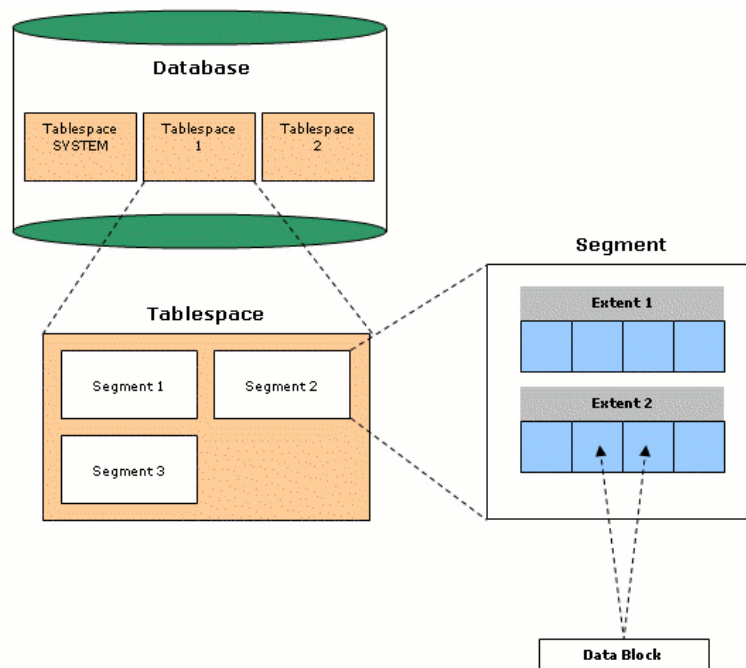 Database
Tablespace
SYSTEM
Tablespace
1
Tablespace
2
Tablespace
Segment 1
Segment 2
Segment 3
Segment
Extent 1
Extent 2
Data Block